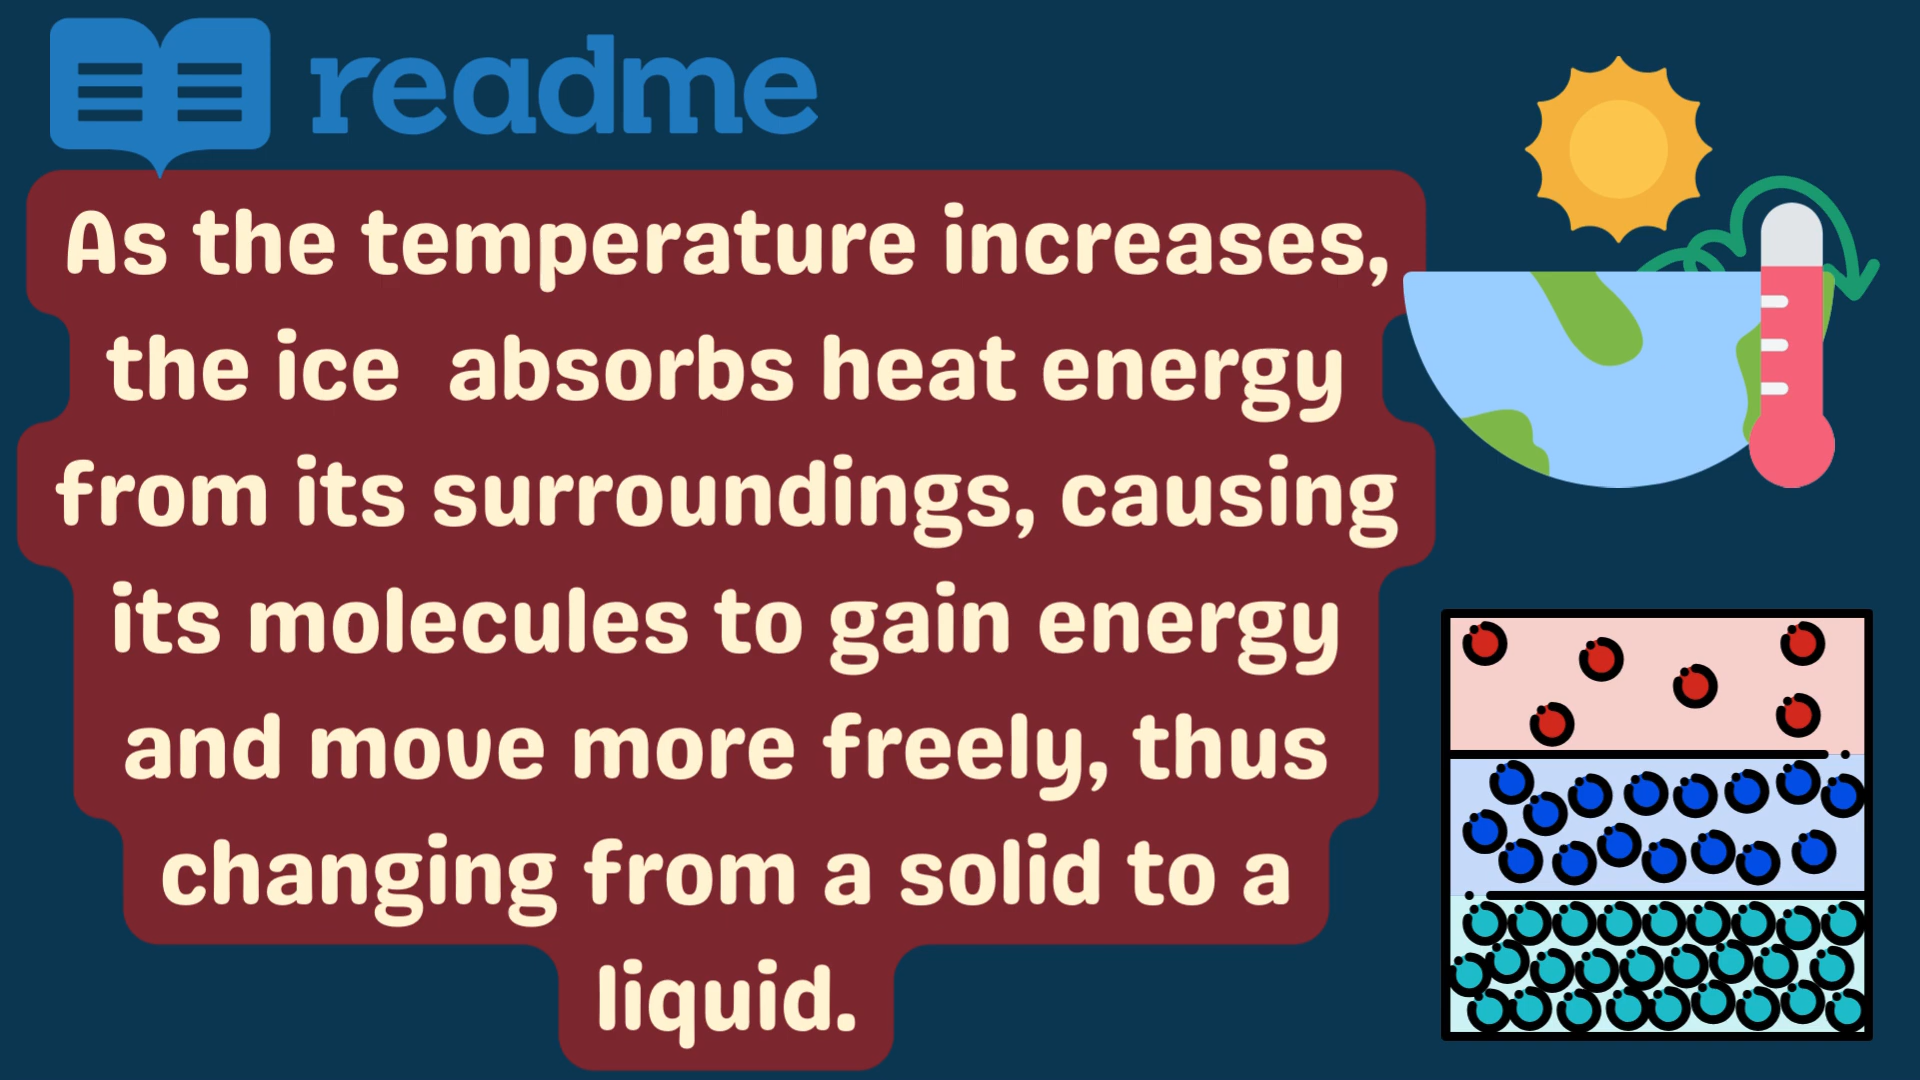 readme
As the temperature increases,
the ice  absorbs heat energy
from its surroundings, causing
its molecules to gain energy
and move more freely, thus
changing from a solid to a
liquid.